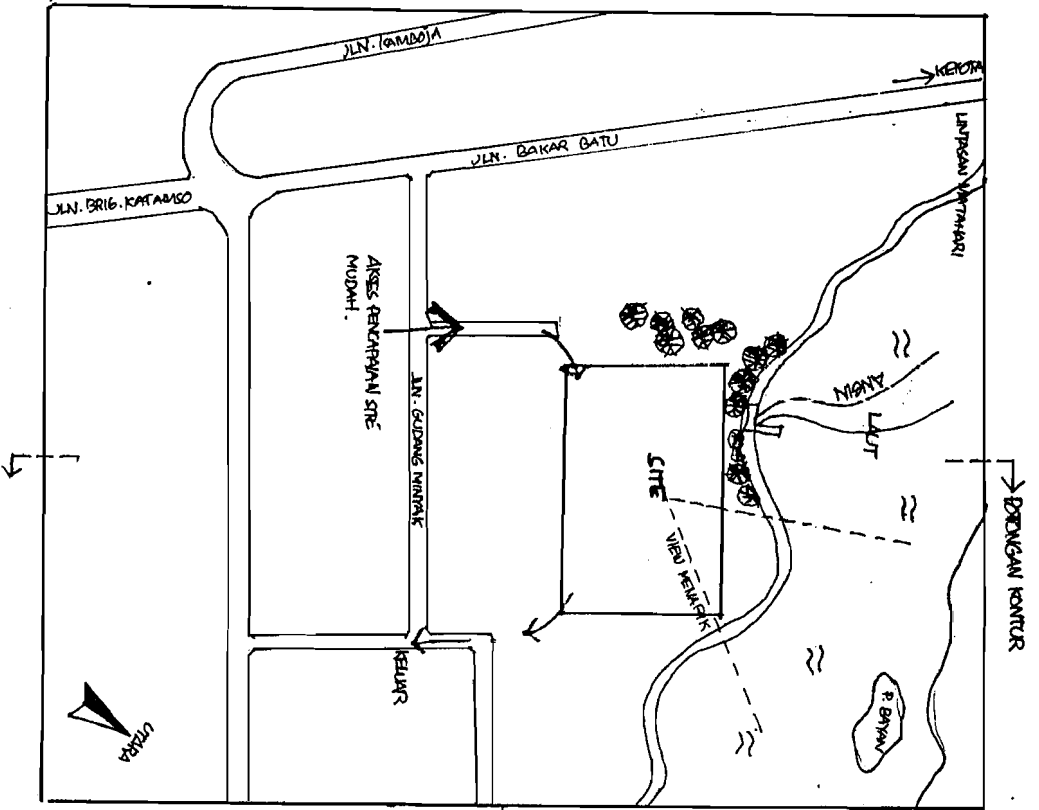 JLN. KAMBOJA
KEKOTA
JLN. BAKAR BATU
LINTASAN MATAHARI
JLN. BRIG. KATAMSO
AKSES PENCAPAIAN SITE
MUDAH.
JLN. GUDANG MINYAK
ANGIN
LAUT
SITE
VIEW MENARIK
POTONGAN KONTUR
KELUAR
P. BAYAN
UTARA